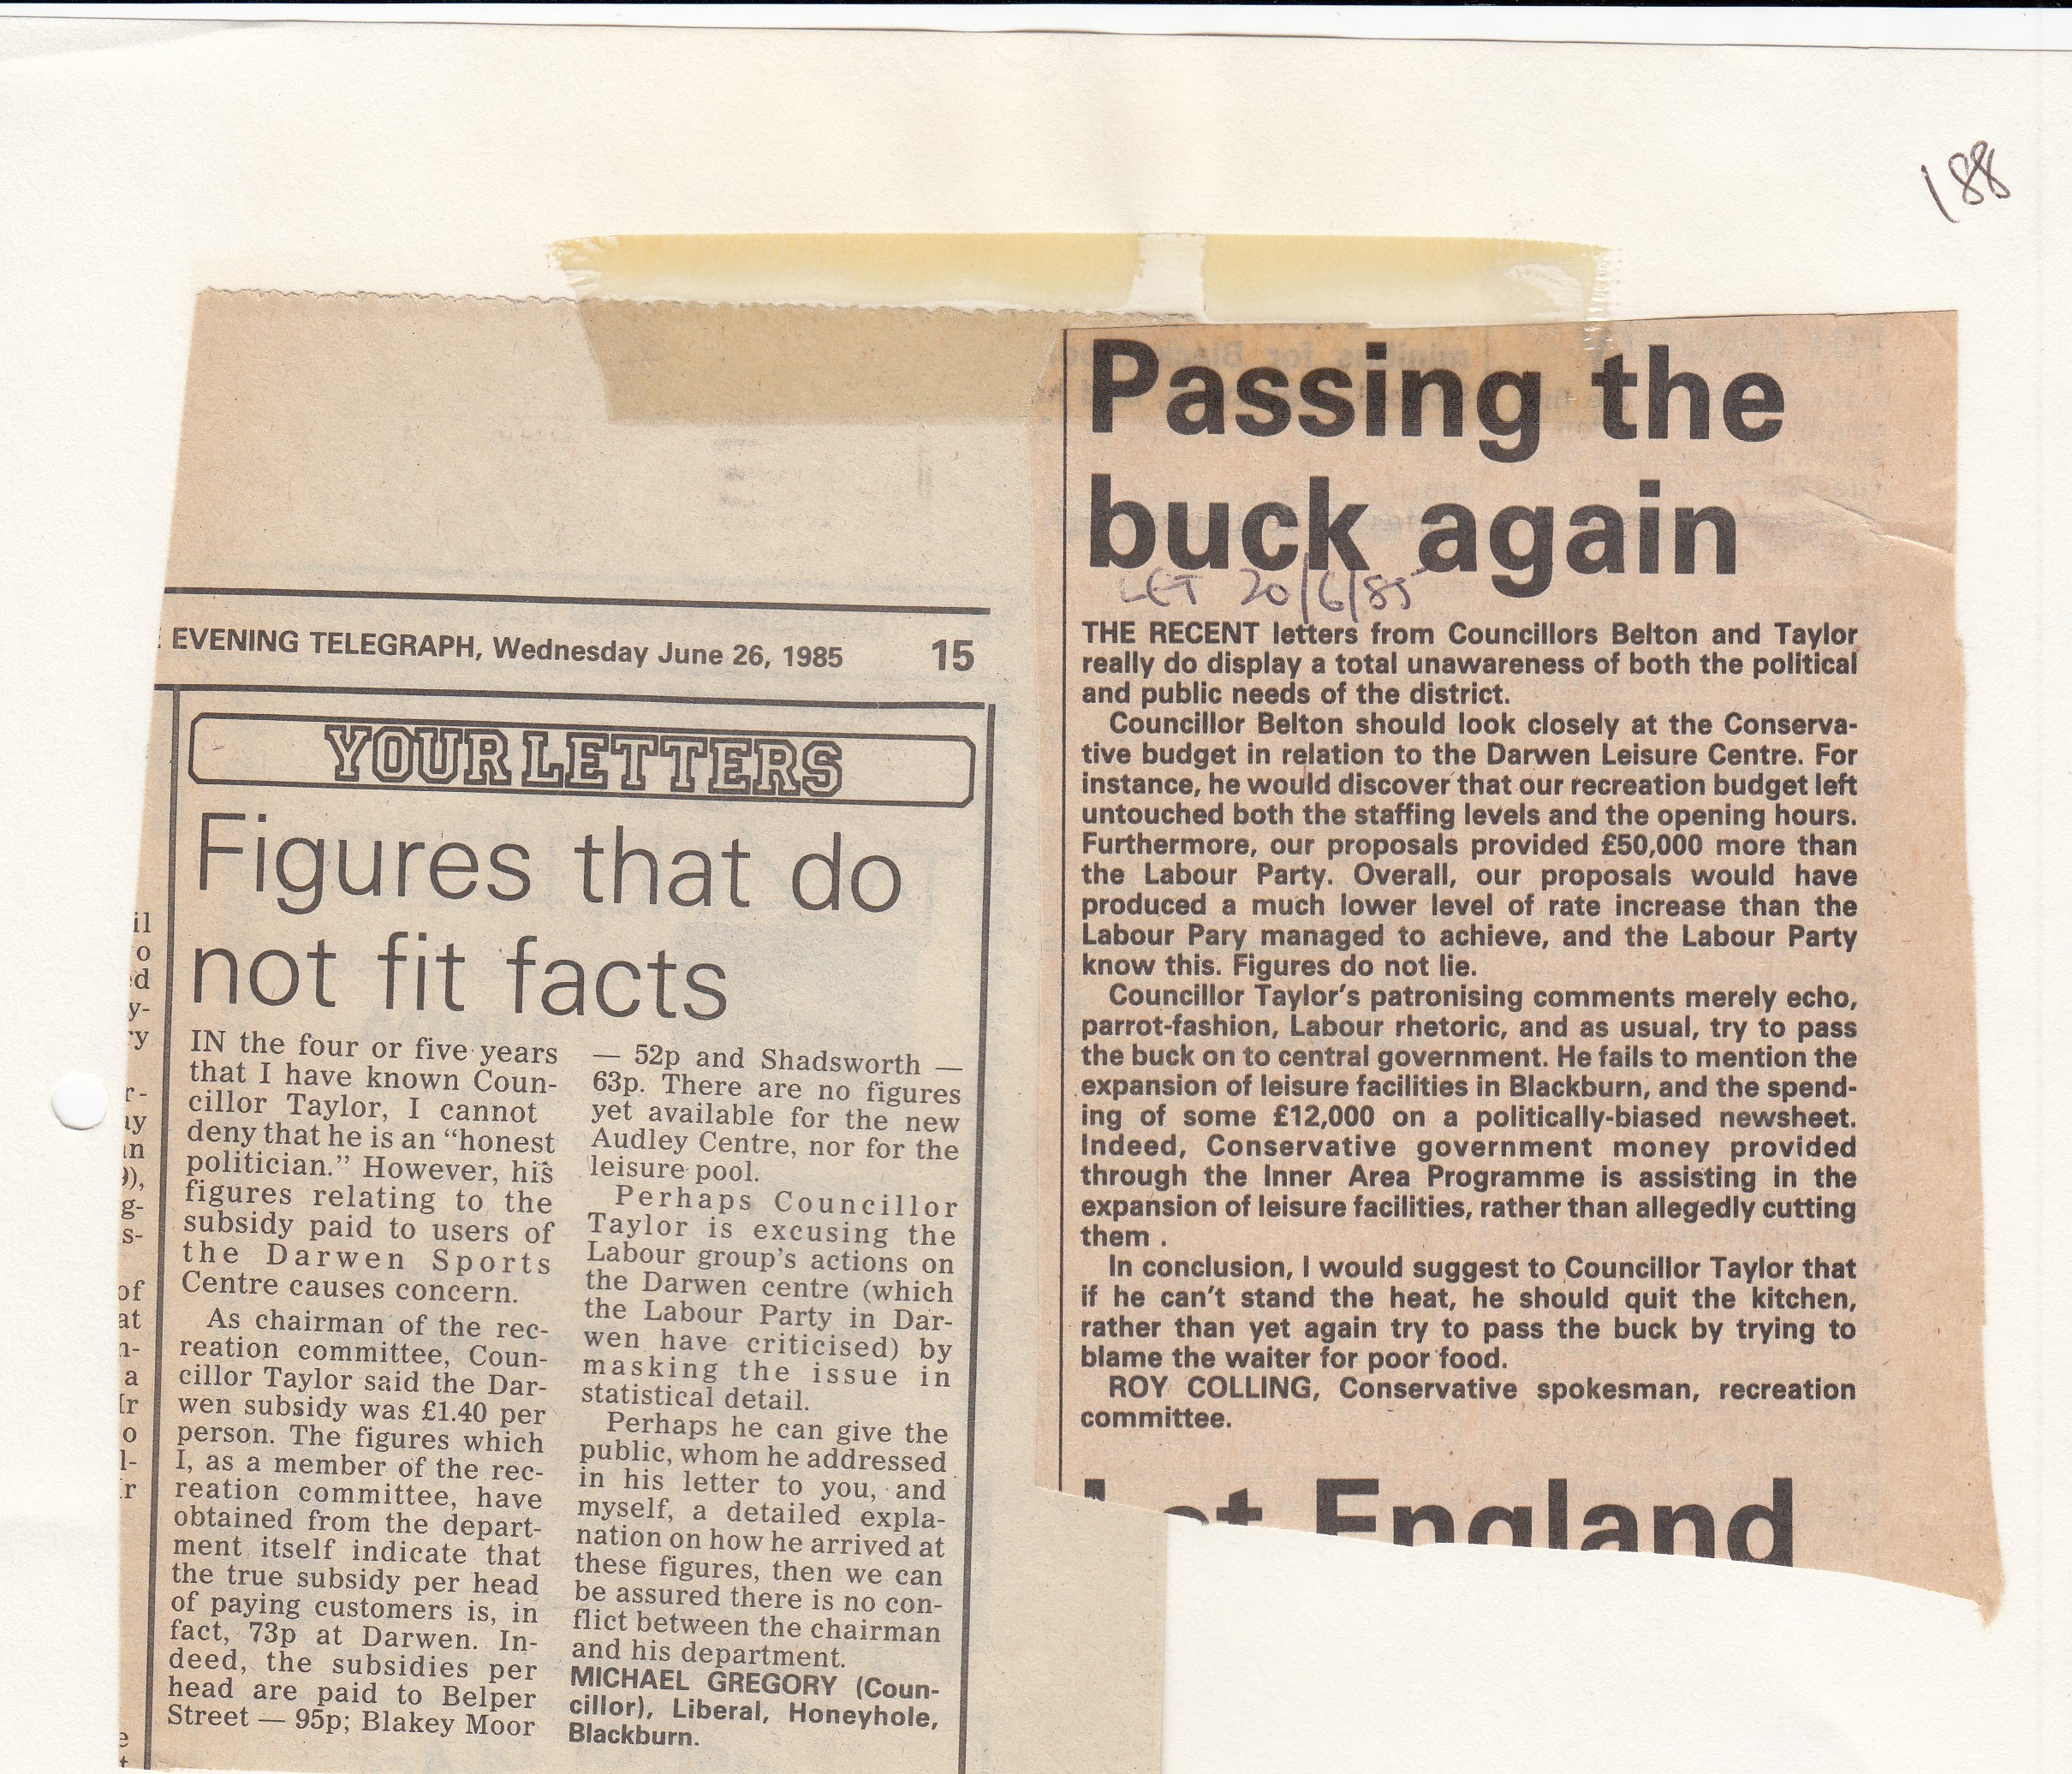 188
EVENING TELEGRAPH, Wednesday June 26, 1985 15
YOUR LETTERS
Figures that do
not fit facts
IN the four or five years
that I have known Coun-
cillor Taylor, I cannot
deny that he is an “honest
politician.” However, his
figures relating to the
subsidy paid to users of
the Darwen Sports
Centre causes concern.
As chairman of the rec-
reation committee, Coun-
cillor Taylor said the Dar-
wen subsidy was £1.40 per
person. The figures which
I, as a member of the rec-
reation committee, have
obtained from the depart-
ment itself indicate that
the true subsidy per head
of paying customers is, in
fact, 73p at Darwen. In-
deed, the subsidies per
head are paid to Belper
Street — 95p; Blakey Moor
— 52p and Shadsworth —
63p. There are no figures
yet available for the new
Audley Centre, nor for the
leisure pool.
Perhaps Councillor
Taylor is excusing the
Labour group's actions on
the Darwen centre (which
the Labour Party in Dar-
wen have criticised) by
masking the issue in
statistical detail.
Perhaps he can give the
public, whom he addressed
in his letter to you, and
myself, a detailed expla-
nation on how he arrived at
these figures, then we can
be assured there is no con-
flict between the chairman
and his department.
MICHAEL GREGORY (Coun-
cillor), Liberal, Honeyhole,
Blackburn.
Passing the
buck again
LET 20/6/85
THE RECENT letters from Councillors Belton and Taylor
really do display a total unawareness of both the political
and public needs of the district.
Councillor Belton should look closely at the Conserva-
tive budget in relation to the Darwen Leisure Centre. For
instance, he would discover that our recreation budget left
untouched both the staffing levels and the opening hours.
Furthermore, our proposals provided £50,000 more than
the Labour Party. Overall, our proposals would have
produced a much lower level of rate increase than the
Labour Pary managed to achieve, and the Labour Party
know this. Figures do not lie.
Councillor Taylor's patronising comments merely echo,
parrot-fashion, Labour rhetoric, and as usual, try to pass
the buck on to central government. He fails to mention the
expansion of leisure facilities in Blackburn, and the spend-
ing of some £12,000 on a politically-biased newsheet.
Indeed, Conservative government money provided
through the Inner Area Programme is assisting in the
expansion of leisure facilities, rather than allegedly cutting
them .
In conclusion, I would suggest to Councillor Taylor that
if he can't stand the heat, he should quit the kitchen,
rather than yet again try to pass the buck by trying to
blame the waiter for poor food.
ROY COLLING, Conservative spokesman, recreation
committee.
Let England